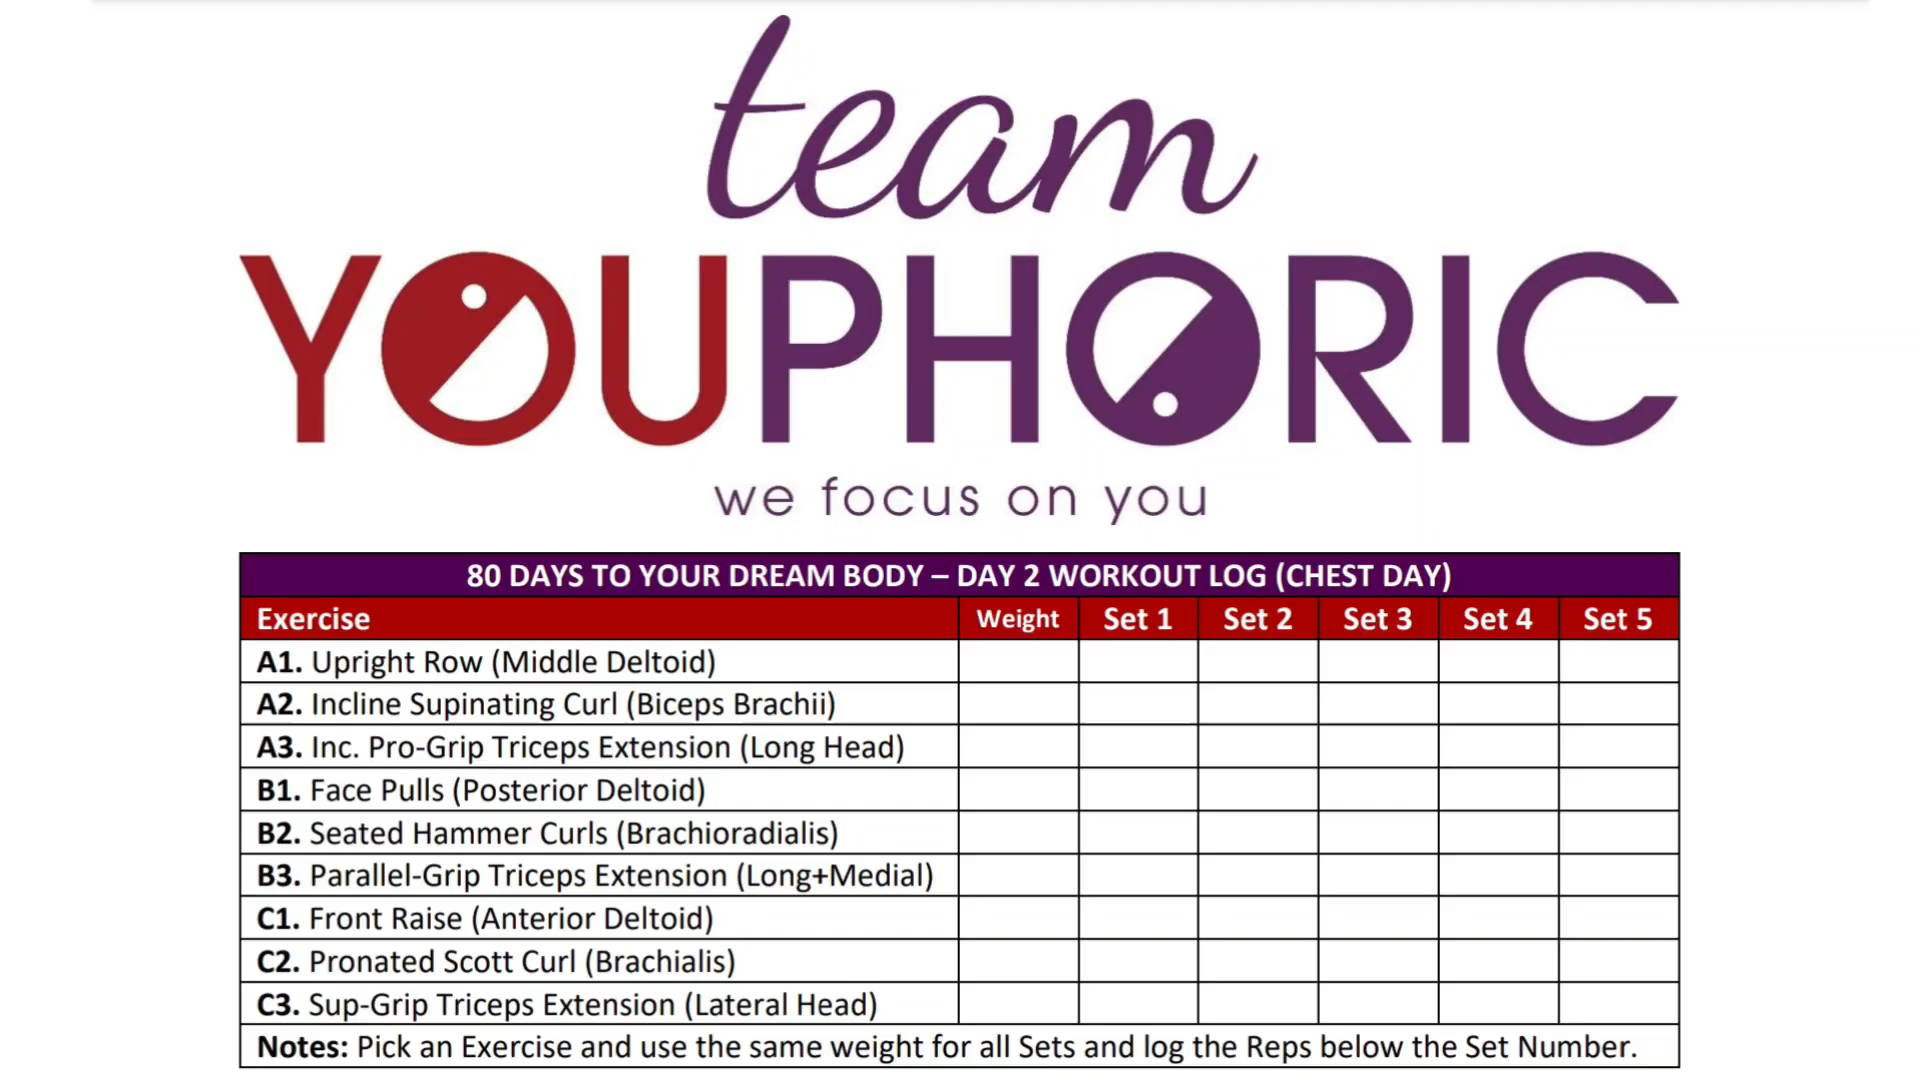 team
YOUPHORIC
we focus on you
80 DAYS TO YOUR DREAM BODY – DAY 2 WORKOUT LOG (CHEST DAY)
Exercise Weight Set 1 Set 2 Set 3 Set 4 Set 5
A1. Upright Row (Middle Deltoid)
A2. Incline Supinating Curl (Biceps Brachii)
A3. Inc. Pro-Grip Triceps Extension (Long Head)
B1. Face Pulls (Posterior Deltoid)
B2. Seated Hammer Curls (Brachioradialis)
B3. Parallel-Grip Triceps Extension (Long+Medial)
C1. Front Raise (Anterior Deltoid)
C2. Pronated Scott Curl (Brachialis)
C3. Sup-Grip Triceps Extension (Lateral Head)
Notes: Pick an Exercise and use the same weight for all Sets and log the Reps below the Set Number.